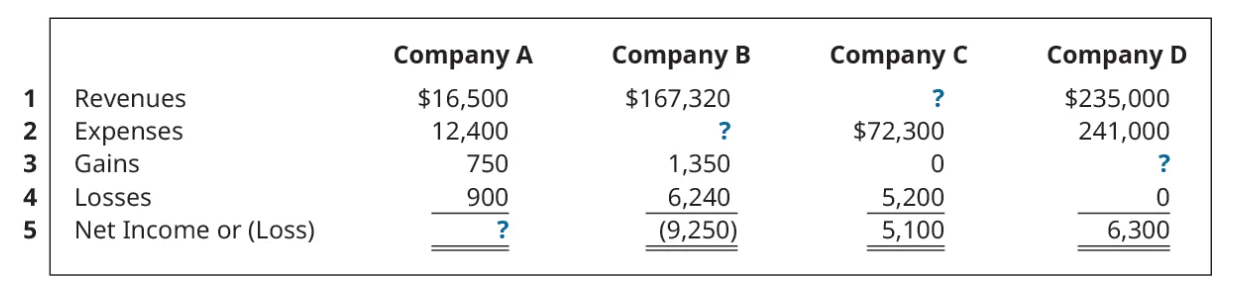 Company A Company B Company C Company D
1 Revenues $16,500 $167,320 ? $235,000
2 Expenses 12,400 ? $72,300 241,000
3 Gains 750 1,350 0 ?
4 Losses 900 6,240 5,200 0
5 Net Income or (Loss) ? (9,250) 5,100 6,300